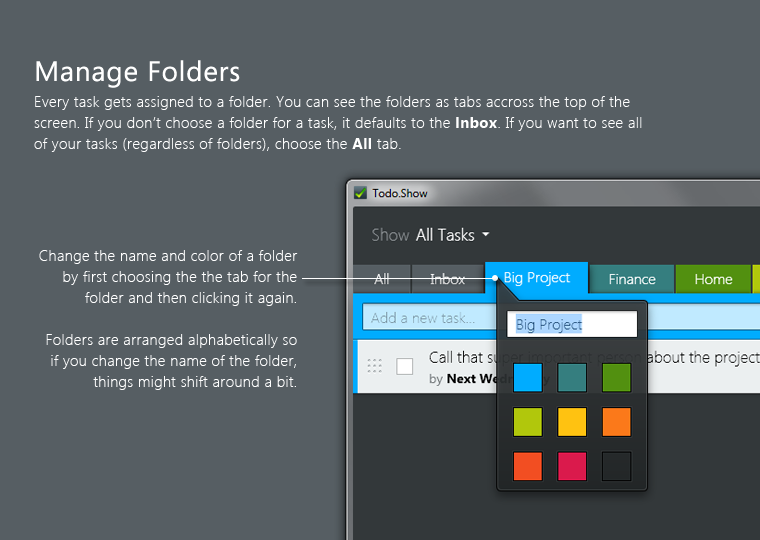 Manage Folders
Every task gets assigned to a folder. You can see the folders as tabs accross the top of the
screen. If you don't choose a folder for a task, it defaults to the Inbox. If you want to see all
of your tasks (regardless of folders), choose the All tab.
Todo.Show
Show All Tasks
Change the name and color of a folder
by first choosing the the tab for the
folder and then clicking it again.
Folders are arranged alphabetically so
if you change the name of the folder,
things might shift around a bit.
All Inbox Big Project Finance Home
Add a new task...
Big Project
Call that super important person about the project
by Next Wednesday